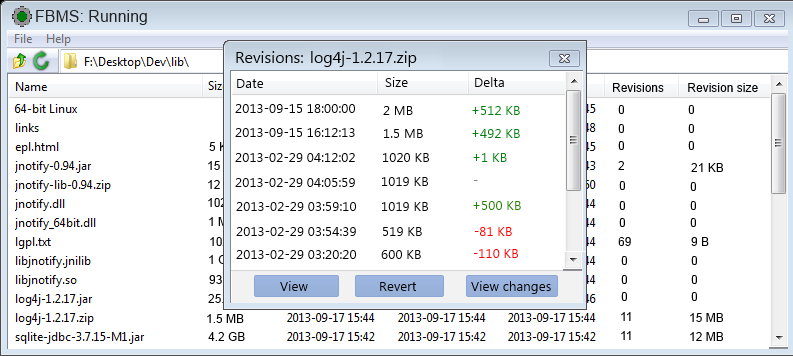 FBMS: Running
File Help
F:\Desktop\Dev\lib\
Revisions: log4j-1.2.17.zip
Date Size Delta
2013-09-15 18:00:00 2 MB +512 KB
2013-09-15 16:12:13 1.5 MB +492 KB
2013-02-29 04:12:02 1020 KB +1 KB
2013-02-29 04:05:59 1019 KB -
2013-02-29 03:59:10 1019 KB +500 KB
2013-02-29 03:54:39 519 KB -81 KB
2013-02-29 03:20:20 600 KB -110 KB
View Revert View changes
Name Revisions Revision size
64-bit Linux 45 0 0
links 48 0 0
epl.html 5 44 0 0
jnotify-0.94.jar 15 43 2 21 KB
jnotify-lib-0.94.zip 12 50 0 0
jnotify.dll 44 0 0
jnotify_64bit.dll 1 44 0 0
lgpl.txt 44 69 9 B
libjnotify.jnilib 44 0 0
libjnotify.so 93 44 0 0
log4j-1.2.17.jar 46 0 0
log4j-1.2.17.zip 1.5 MB 2013-09-17 15:44 2013-09-17 15:44 2013-09-17 15:44 11 15 MB
sqlite-jdbc-3.7.15-M1.jar 4.2 GB 2013-09-17 15:42 2013-09-17 15:42 2013-09-17 15:42 11 12 MB